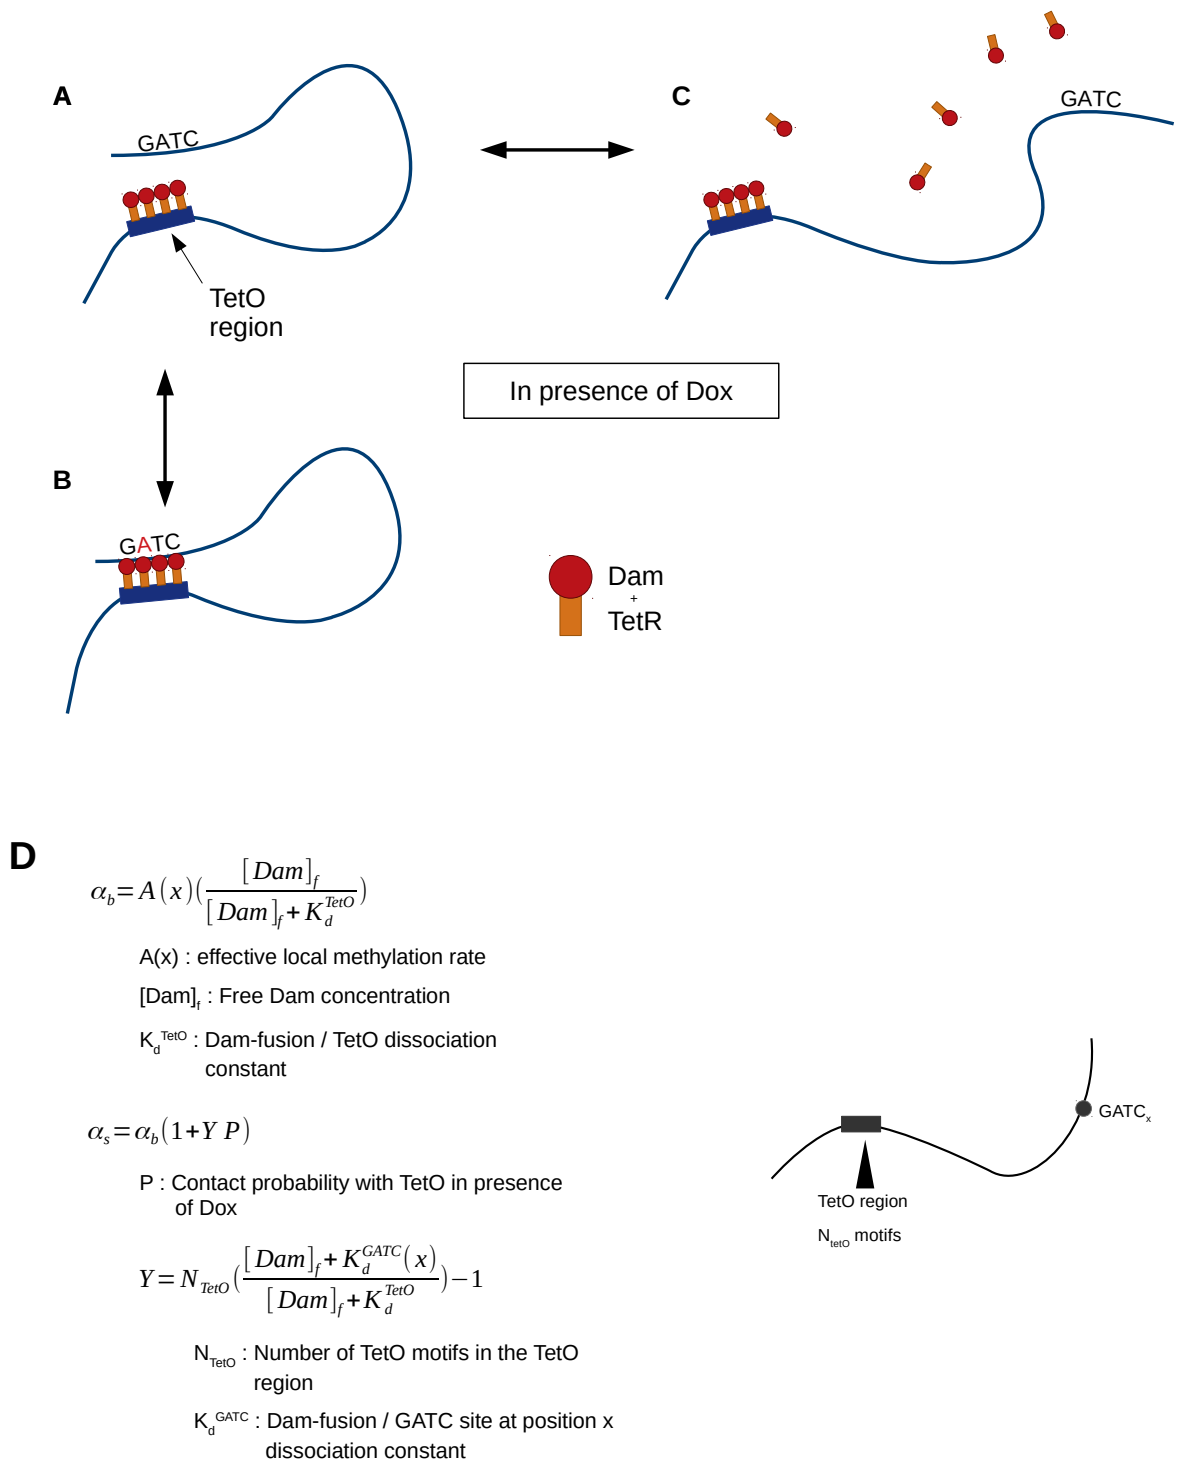 A
GATC
TetO
region
C
GATC
In presence of Dox
B
GATC
Dam
+
TetR
D
α_b = A(x)([Dam]_f / ([Dam]_f + K_d^TetO))
A(x) : effective local methylation rate
[Dam]_f : Free Dam concentration
K_d^TetO : Dam-fusion / TetO dissociation
constant
α_s = α_b(1+Y P)
P : Contact probability with TetO in presence
of Dox
Y = N_TetO(([Dam]_f + K_d^GATC(x)) / ([Dam]_f + K_d^TetO)) − 1
N_TetO : Number of TetO motifs in the TetO
region
K_d^GATC : Dam-fusion / GATC site at position x
dissociation constant
GATC_x
TetO region
N_tetO motifs